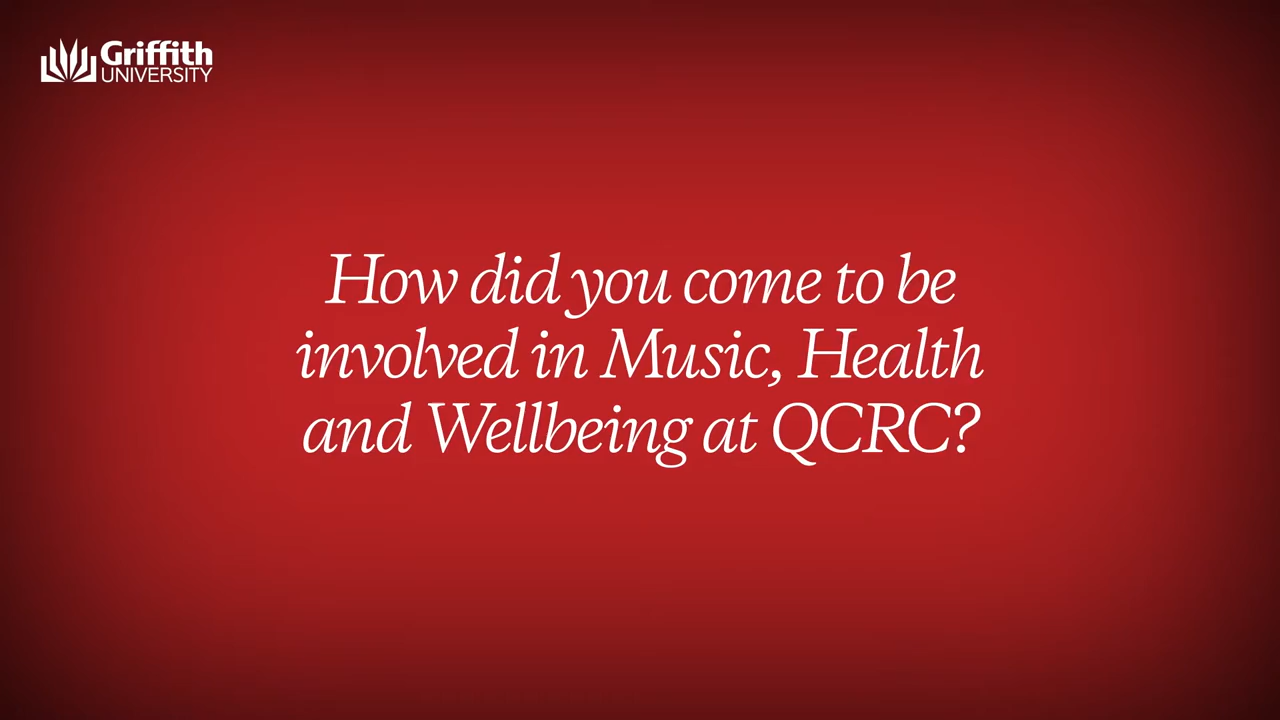 Griffith
UNIVERSITY
How did you come to be
involved in Music, Health
and Wellbeing at QCRC?